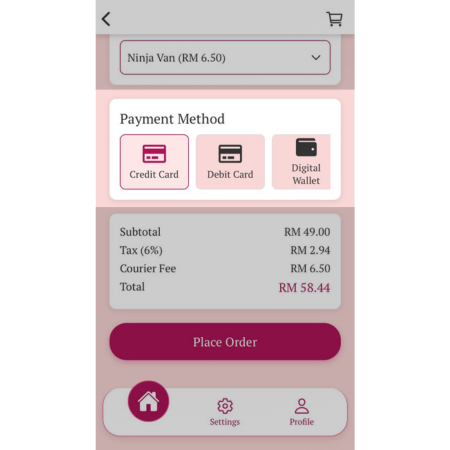 Ninja Van (RM 6.50)
Payment Method
Credit Card
Debit Card
Digital
Wallet
Subtotal RM 49.00
Tax (6%) RM 2.94
Courier Fee RM 6.50
Total RM 58.44
Place Order
Settings
Profile